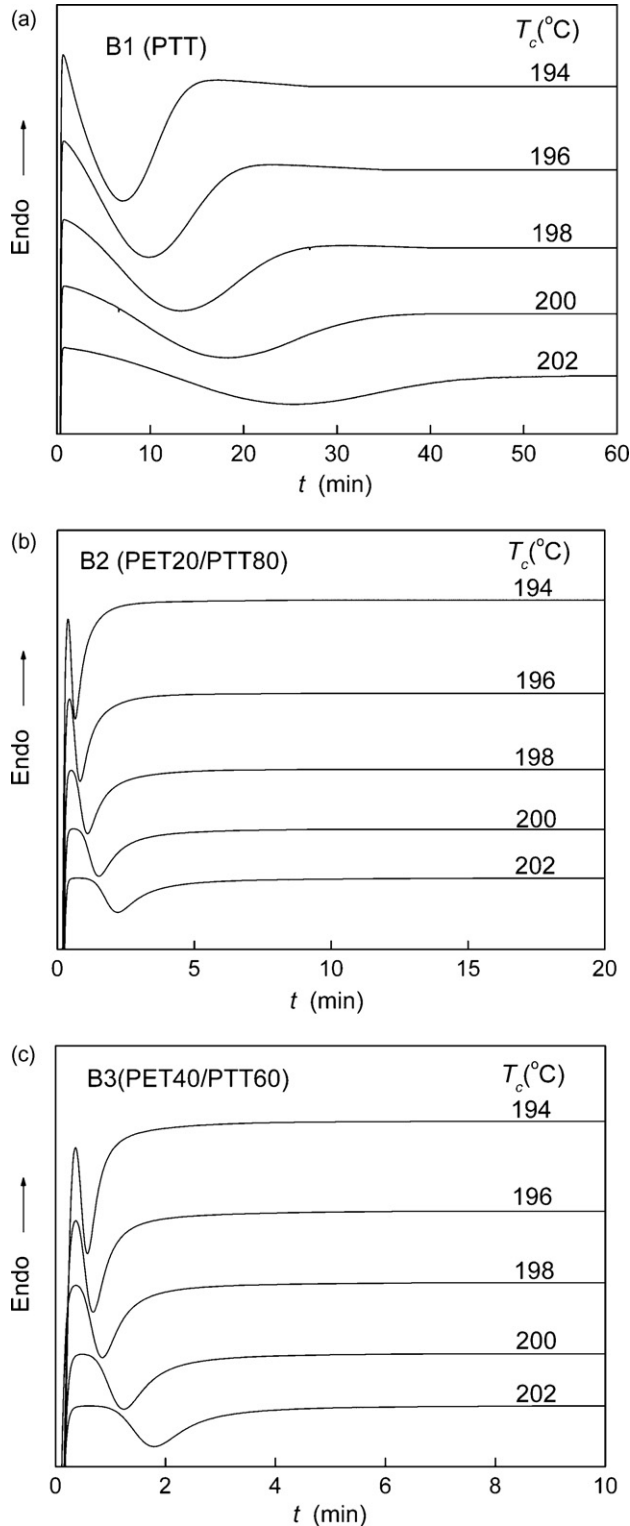 (a)
B1 (PTT)
Tc(°C)
194
196
198
200
202
Endo
0 10 20 30 40 50 60
t (min)
(b)
B2 (PET20/PTT80)
Tc(°C)
194
196
198
200
202
Endo
0 5 10 15 20
t (min)
(c)
B3(PET40/PTT60)
Tc(°C)
194
196
198
200
202
Endo
0 2 4 6 8 10
t (min)